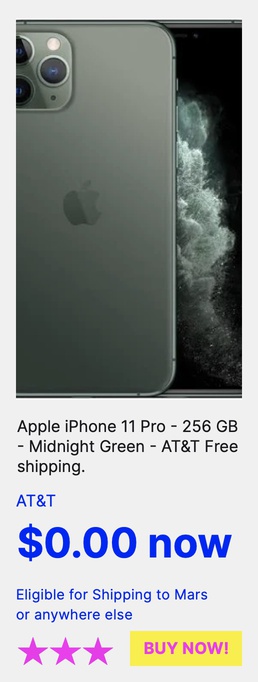 Apple iPhone 11 Pro - 256 GB
- Midnight Green - AT&T Free
shipping.
AT&T
$0.00 now
Eligible for Shipping to Mars
or anywhere else
BUY NOW!